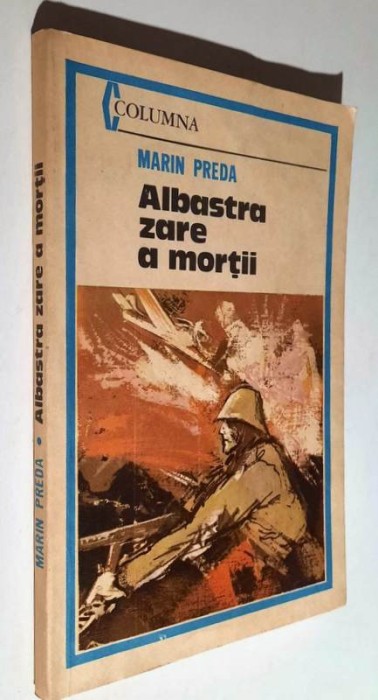 COLUMNA
MARIN PREDA
Albastra
zare
a morții
MARIN PREDA • Albastra zare a morții